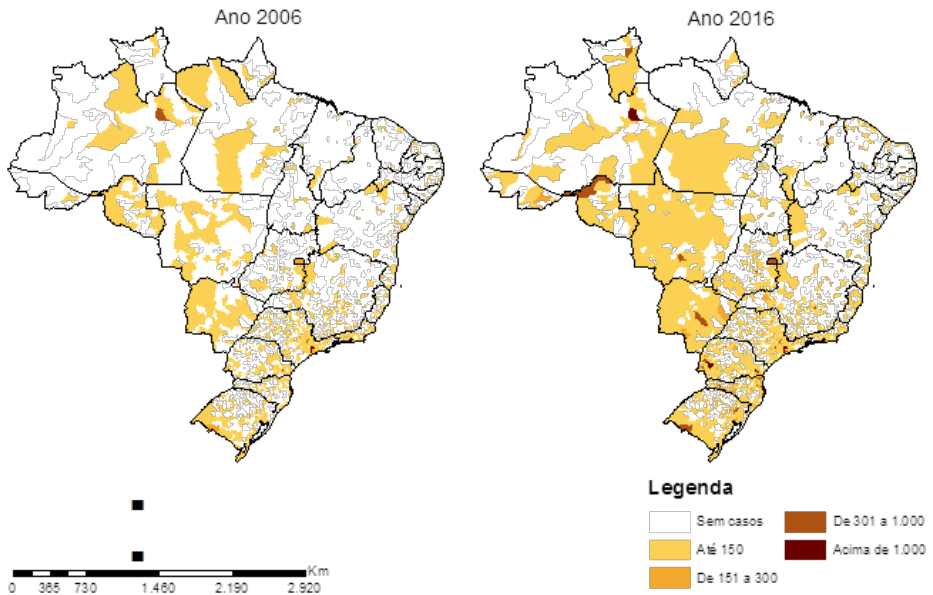 Ano 2006
Ano 2016
Legenda
Sem casos
De 301 a 1.000
Até 150
Acima de 1.000
De 151 a 300
Km
0 365 730 1.460 2.190 2.920